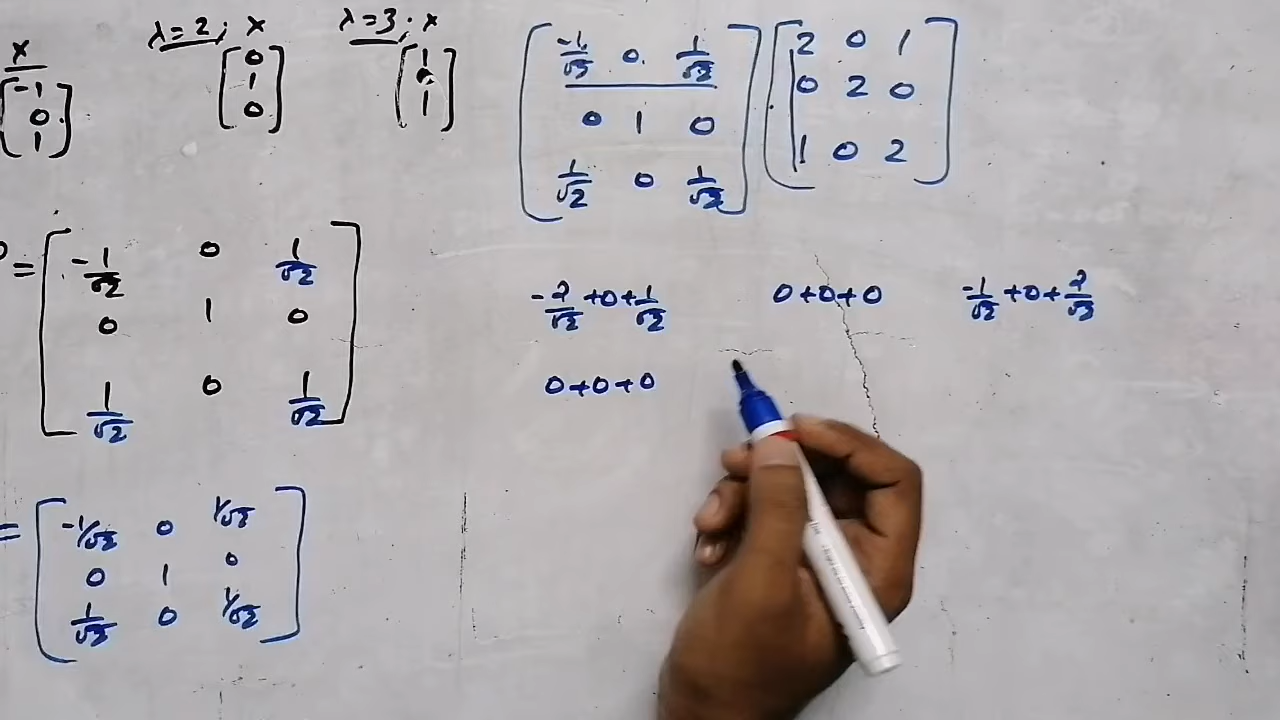 x λ = 2 ; x λ = 3 ; x
[-1 0 1] [0 1 0] [1 0 1]
[-1/√2 0 1/√2] [2 0 1]
[0 1 0] [0 2 0]
[1/√2 0 1/√2] [1 0 2]
= [-1/√2 0 1/√2]
[0 1 0]
[1/√2 0 1/√2]
-2/√2 + 0 + 1/√2 0 + 0 + 0 -1/√2 + 0 + 2/√2
0 + 0 + 0
= [-1/√2 0 1/√2]
[0 1 0]
[1/√2 0 1/√2]